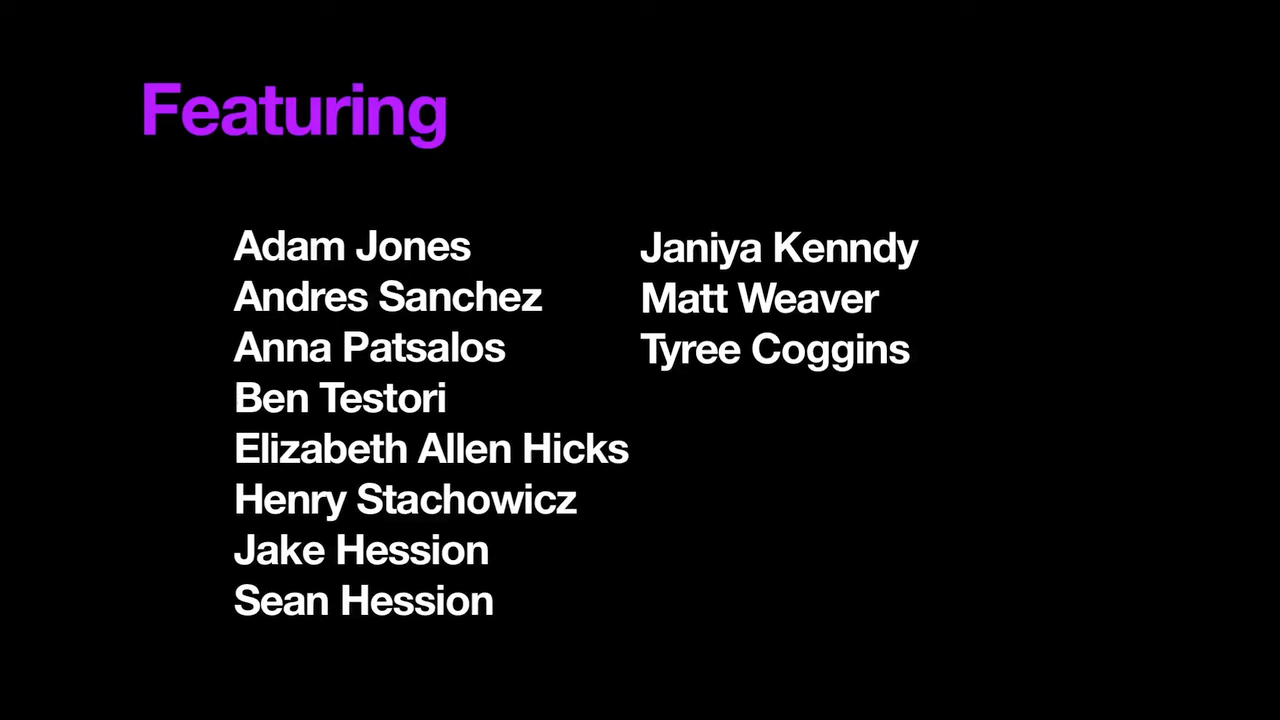 Featuring
Adam Jones
Andres Sanchez
Anna Patsalos
Ben Testori
Elizabeth Allen Hicks
Henry Stachowicz
Jake Hession
Sean Hession
Janiya Kenndy
Matt Weaver
Tyree Coggins